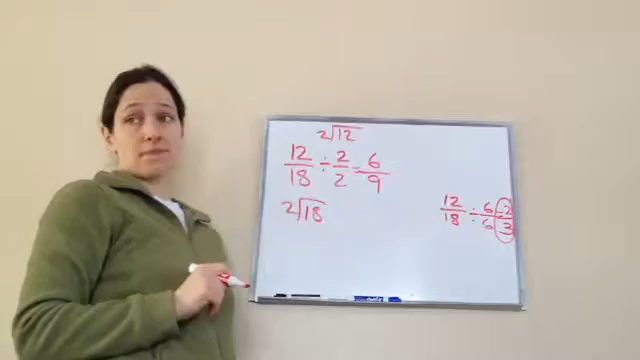 2√12
12/18 ÷ 2/2 = 6/9
2√18
12/18 ÷ 6/÷ 6 = 2/3